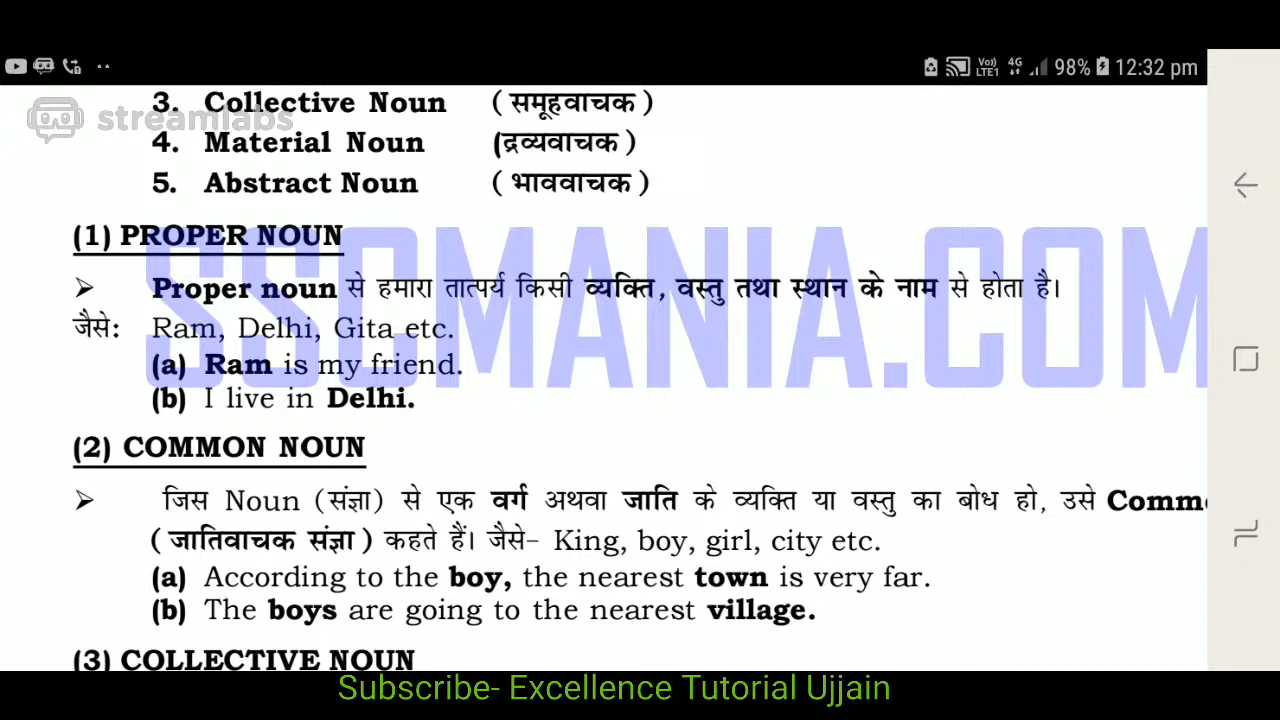 98% 12:32 pm
streamlabs
3. Collective Noun (समूहवाचक)
4. Material Noun (द्रव्यवाचक)
5. Abstract Noun (भाववाचक)
(1) PROPER NOUN
SSCMANIA.COM
➢ Proper noun से हमारा तात्पर्य किसी व्यक्ति, वस्तु तथा स्थान के नाम से होता है।
जैसे: Ram, Delhi, Gita etc.
(a) Ram is my friend.
(b) I live in Delhi.
(2) COMMON NOUN
➢ जिस Noun (संज्ञा) से एक वर्ग अथवा जाति के व्यक्ति या वस्तु का बोध हो, उसे Comm
(जातिवाचक संज्ञा) कहते हैं। जैसे- King, boy, girl, city etc.
(a) According to the boy, the nearest town is very far.
(b) The boys are going to the nearest village.
(3) COLLECTIVE NOUN
Subscribe- Excellence Tutorial Ujjain